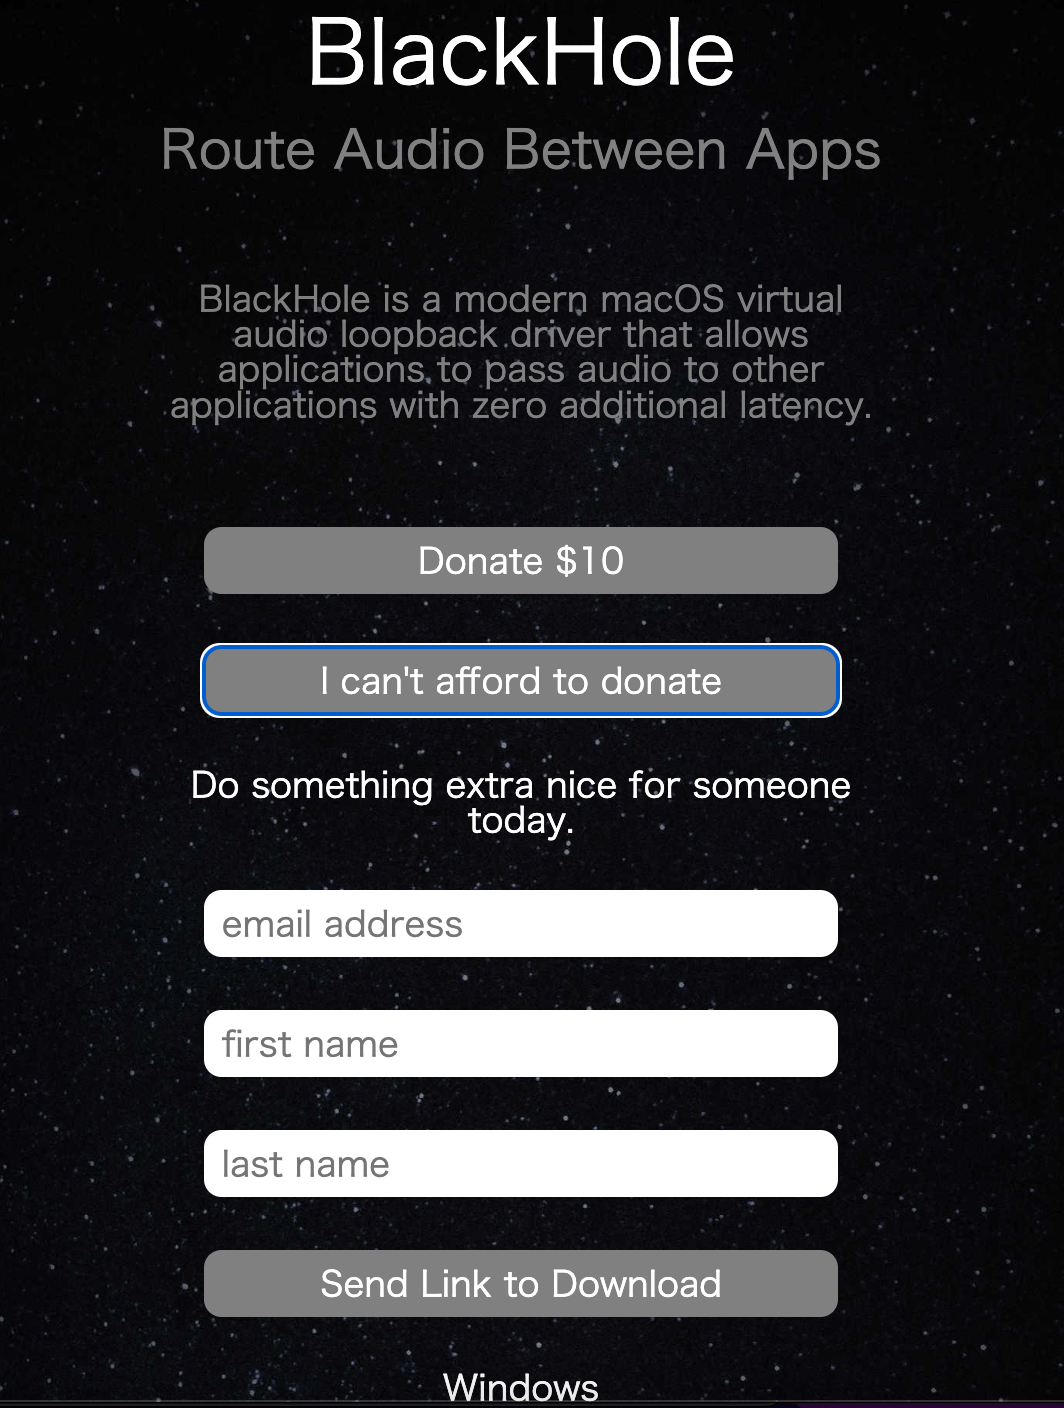 BlackHole
Route Audio Between Apps
BlackHole is a modern macOS virtual
audio loopback driver that allows
applications to pass audio to other
applications with zero additional latency.
Donate $10
I can't afford to donate
Do something extra nice for someone
today.
email address
first name
last name
Send Link to Download
Windows